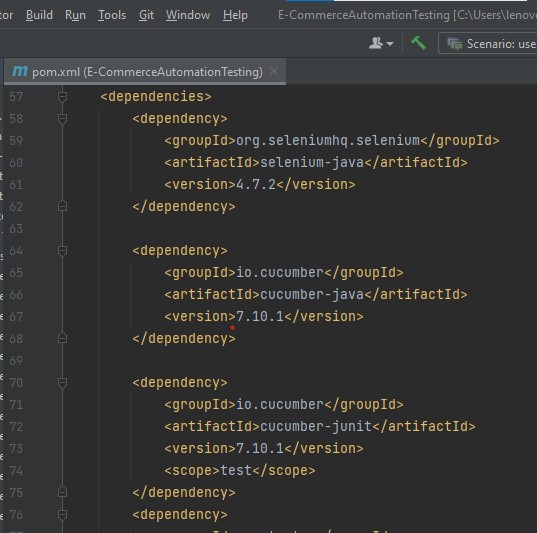 tor Build Run Tools Git Window Help E-CommerceAutomationTesting [C:\Users\lenovo
Scenario: use
m pom.xml (E-CommerceAutomationTesting)
57 <dependencies>
58 <dependency>
59 <groupId>org.seleniumhq.selenium</groupId>
60 <artifactId>selenium-java</artifactId>
61 <version>4.7.2</version>
62 </dependency>
63
64 <dependency>
65 <groupId>io.cucumber</groupId>
66 <artifactId>cucumber-java</artifactId>
67 <version>7.10.1</version>
68 </dependency>
69
70 <dependency>
71 <groupId>io.cucumber</groupId>
72 <artifactId>cucumber-junit</artifactId>
73 <version>7.10.1</version>
74 <scope>test</scope>
75 </dependency>
76 <dependency>